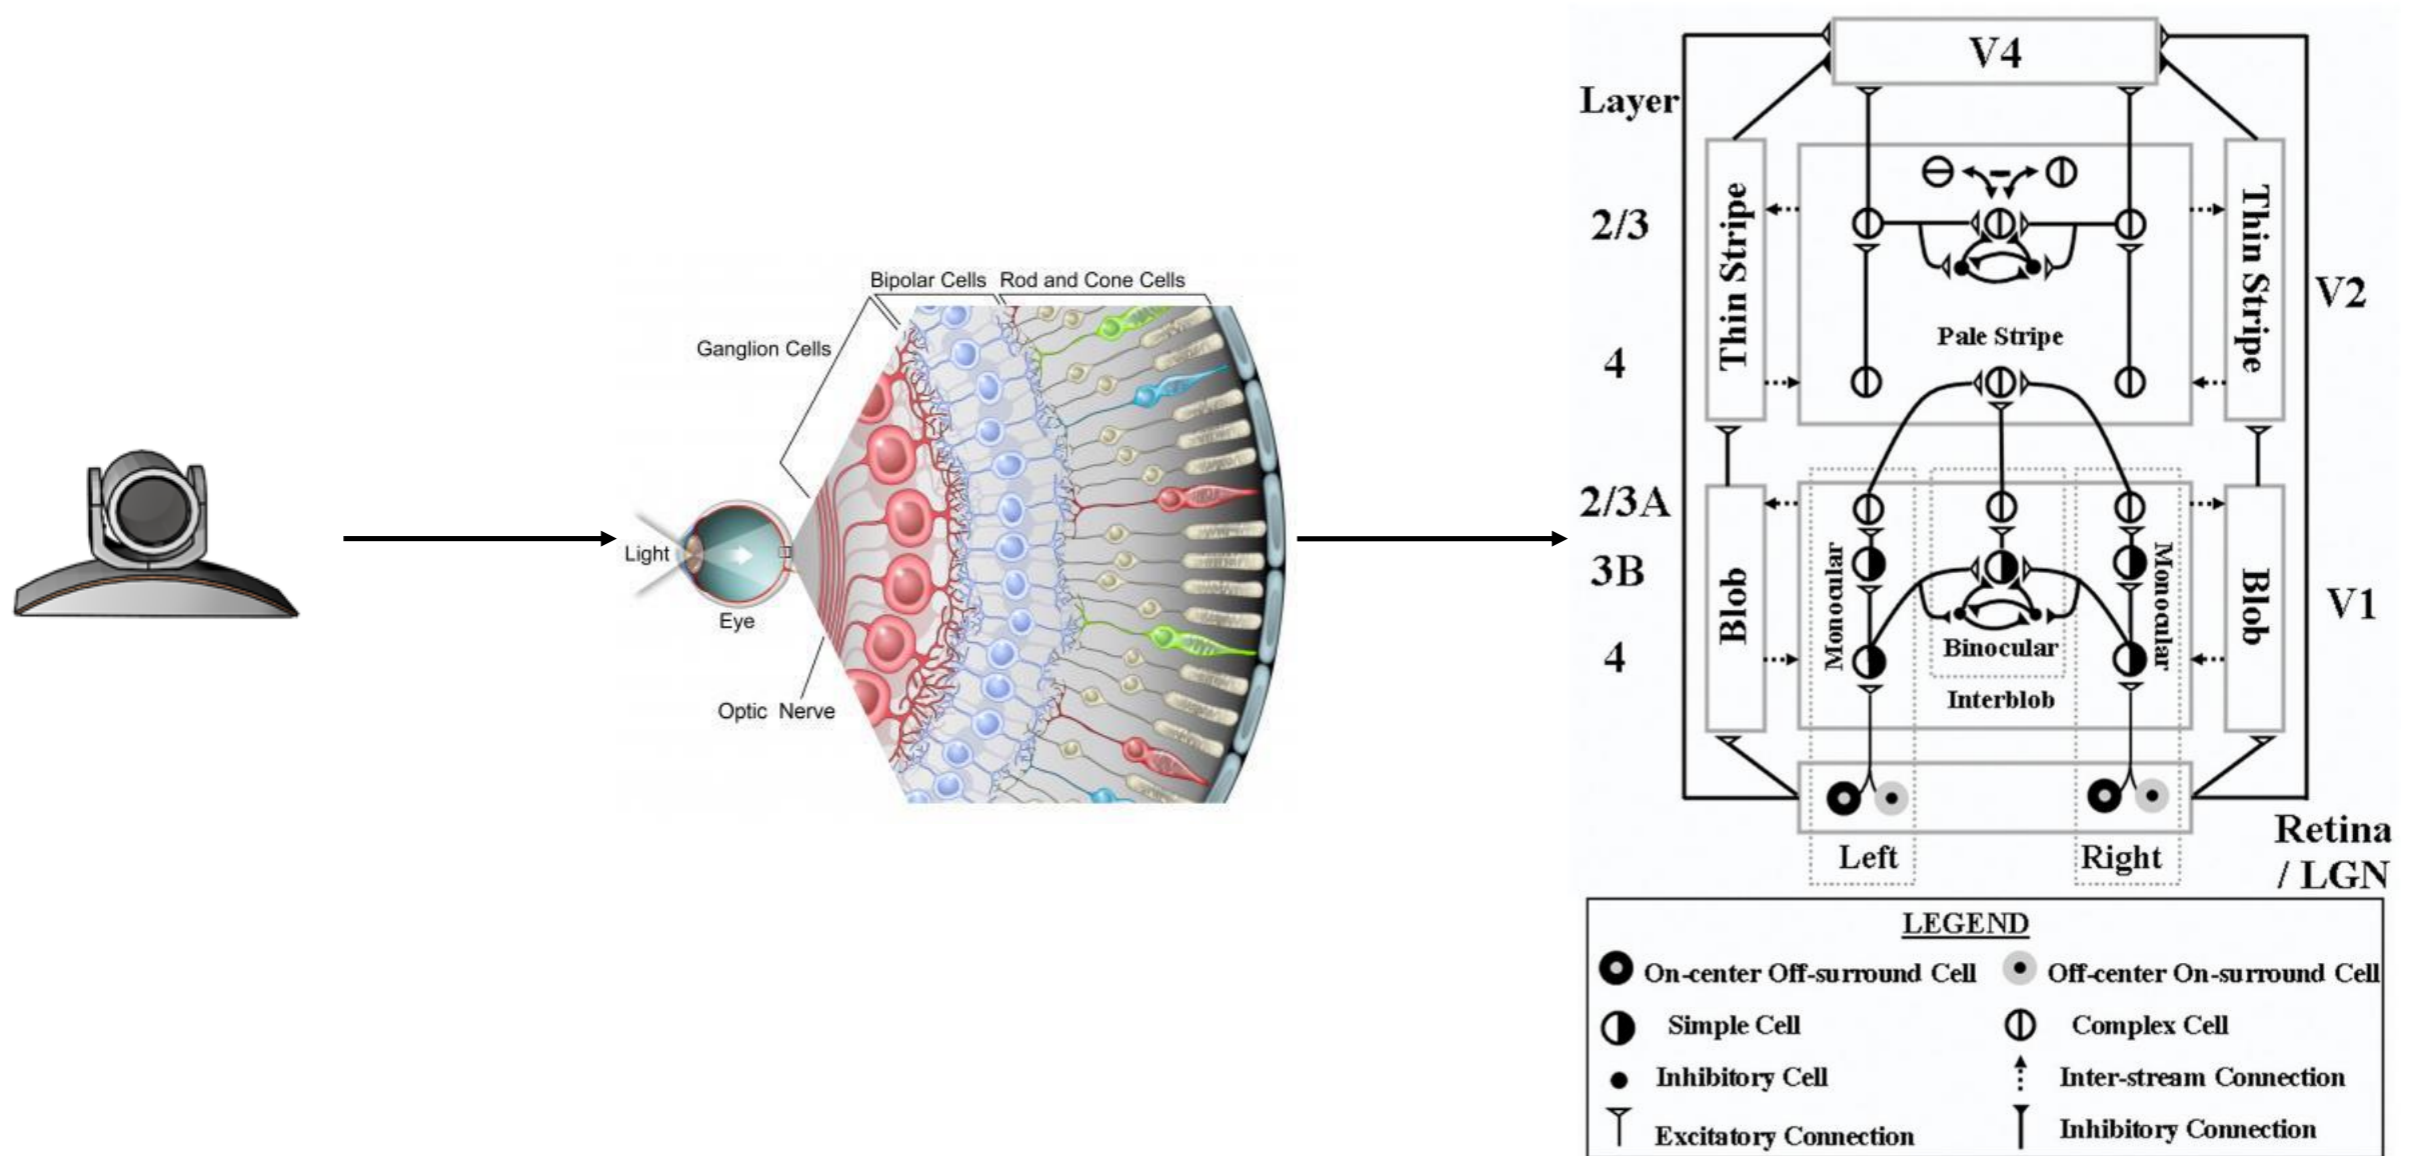 Bipolar Cells
Rod and Cone Cells
Ganglion Cells
Light
Eye
Optic Nerve
V4
Layer
2/3
Thin Stripe
Thin Stripe
V2
Pale Stripe
4
2/3A
3B
Monocular
Monocular
Blob
Blob
V1
Binocular
4
Interblob
Left
Right
Retina
/ LGN
LEGEND
On-center Off-surround Cell
Off-center On-surround Cell
Simple Cell
Complex Cell
Inhibitory Cell
Inter-stream Connection
Excitatory Connection
Inhibitory Connection